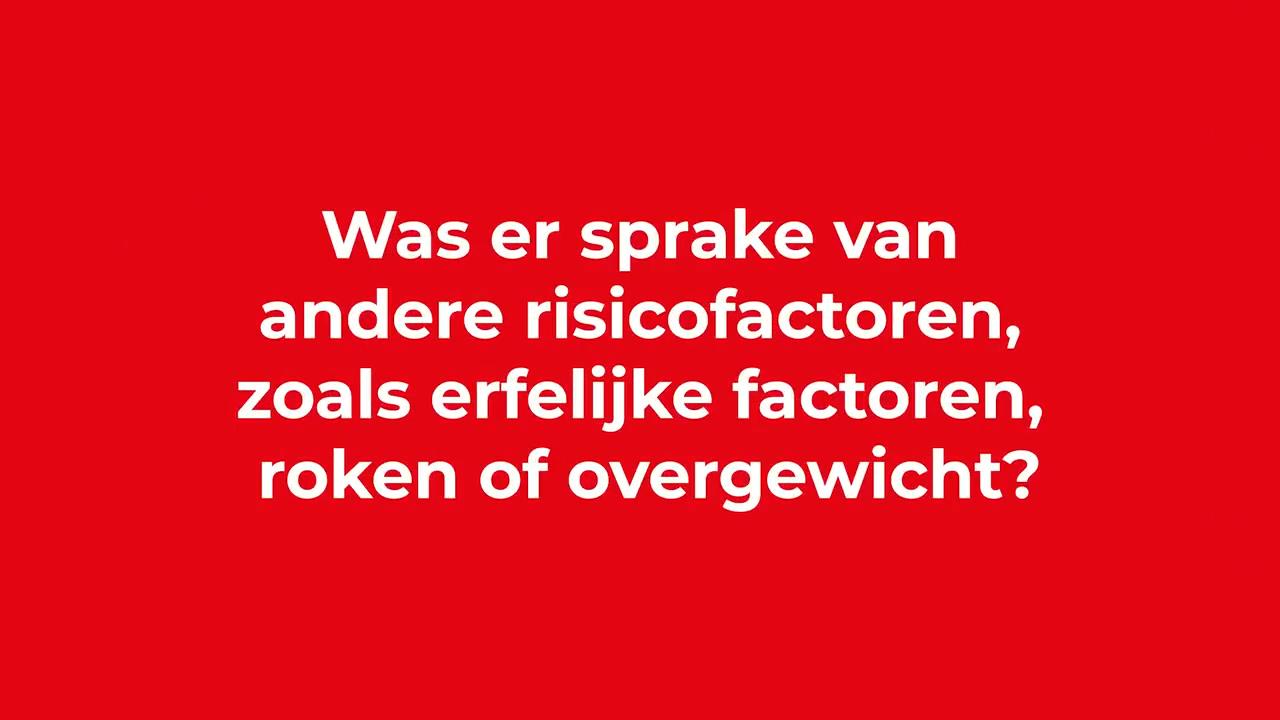 Was er sprake van
andere risicofactoren,
zoals erfelijke factoren,
roken of overgewicht?